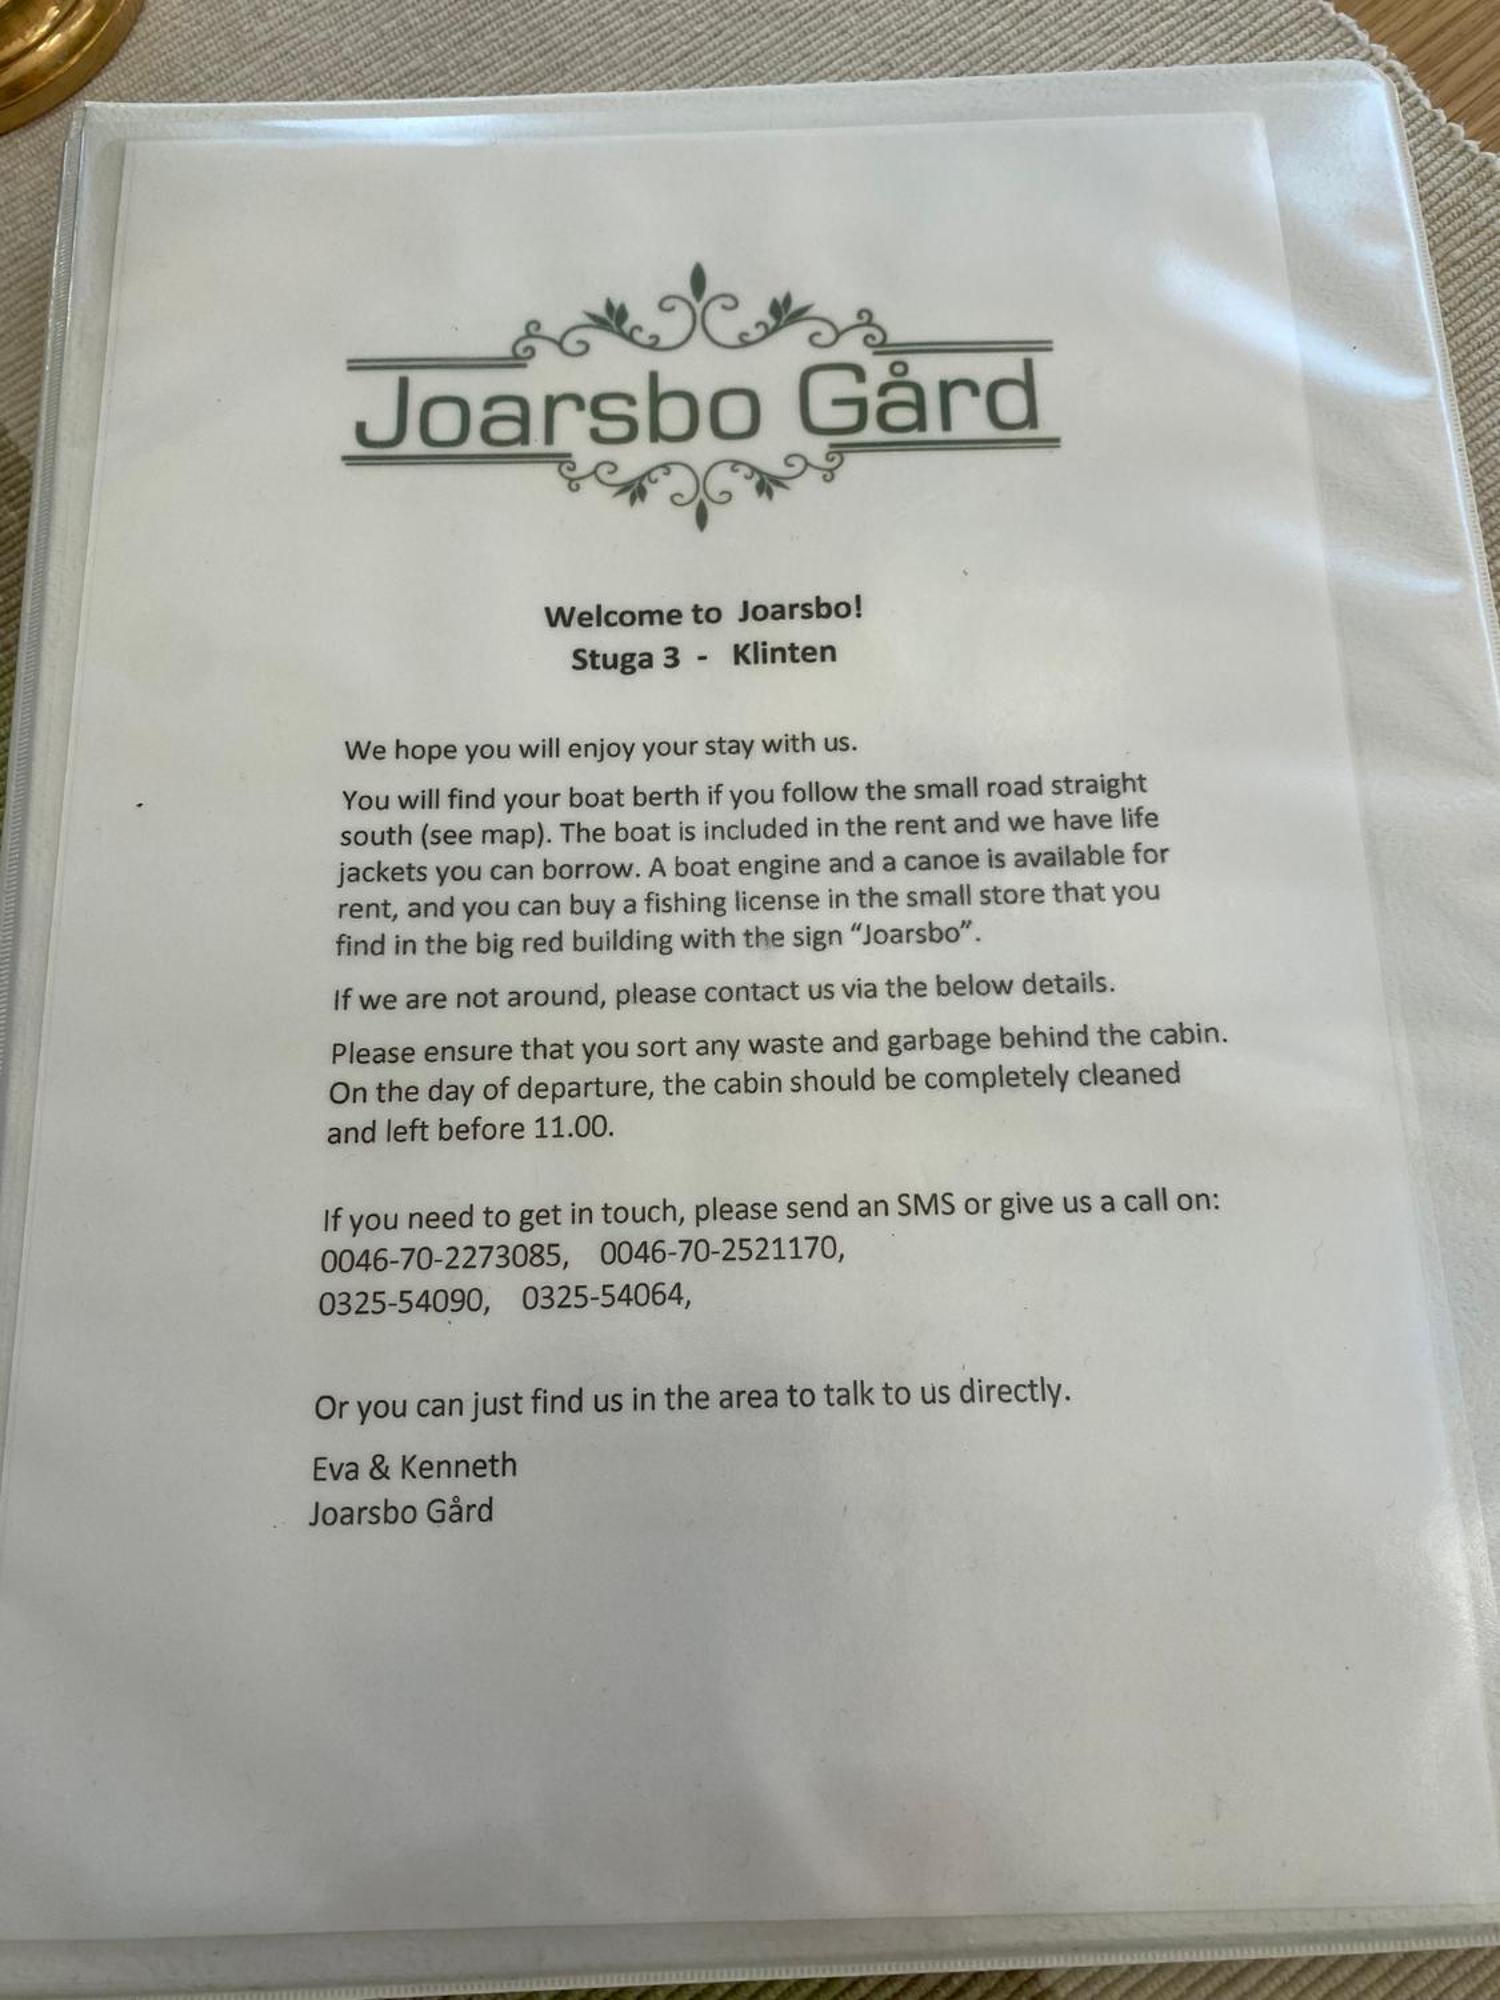 Joarsbo Gård
Welcome to Joarsbo!
Stuga 3 - Klinten
We hope you will enjoy your stay with us.
You will find your boat berth if you follow the small road straight
south (see map). The boat is included in the rent and we have life
jackets you can borrow. A boat engine and a canoe is available for
rent, and you can buy a fishing license in the small store that you
find in the big red building with the sign “Joarsbo”.
If we are not around, please contact us via the below details.
Please ensure that you sort any waste and garbage behind the cabin.
On the day of departure, the cabin should be completely cleaned
and left before 11.00.
If you need to get in touch, please send an SMS or give us a call on:
0046-70-2273085, 0046-70-2521170,
0325-54090, 0325-54064,
Or you can just find us in the area to talk to us directly.
Eva & Kenneth
Joarsbo Gård